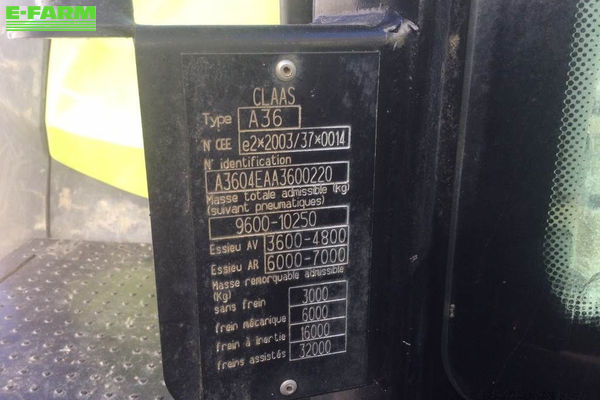 E-FARM
CLAAS
Type A36
N° CEE e2*2003/37*0014
N° identification
A3604EAA3600220
Masse totale admissible (kg)
(suivant pneumatiques)
9600-10250
Essieu AV 3600-4800
Essieu AR 6000-7000
Masse remorquable admissible
(Kg)
sans frein 3000
frein mécanique 6000
frein à inertie 16000
freins assistés 32000